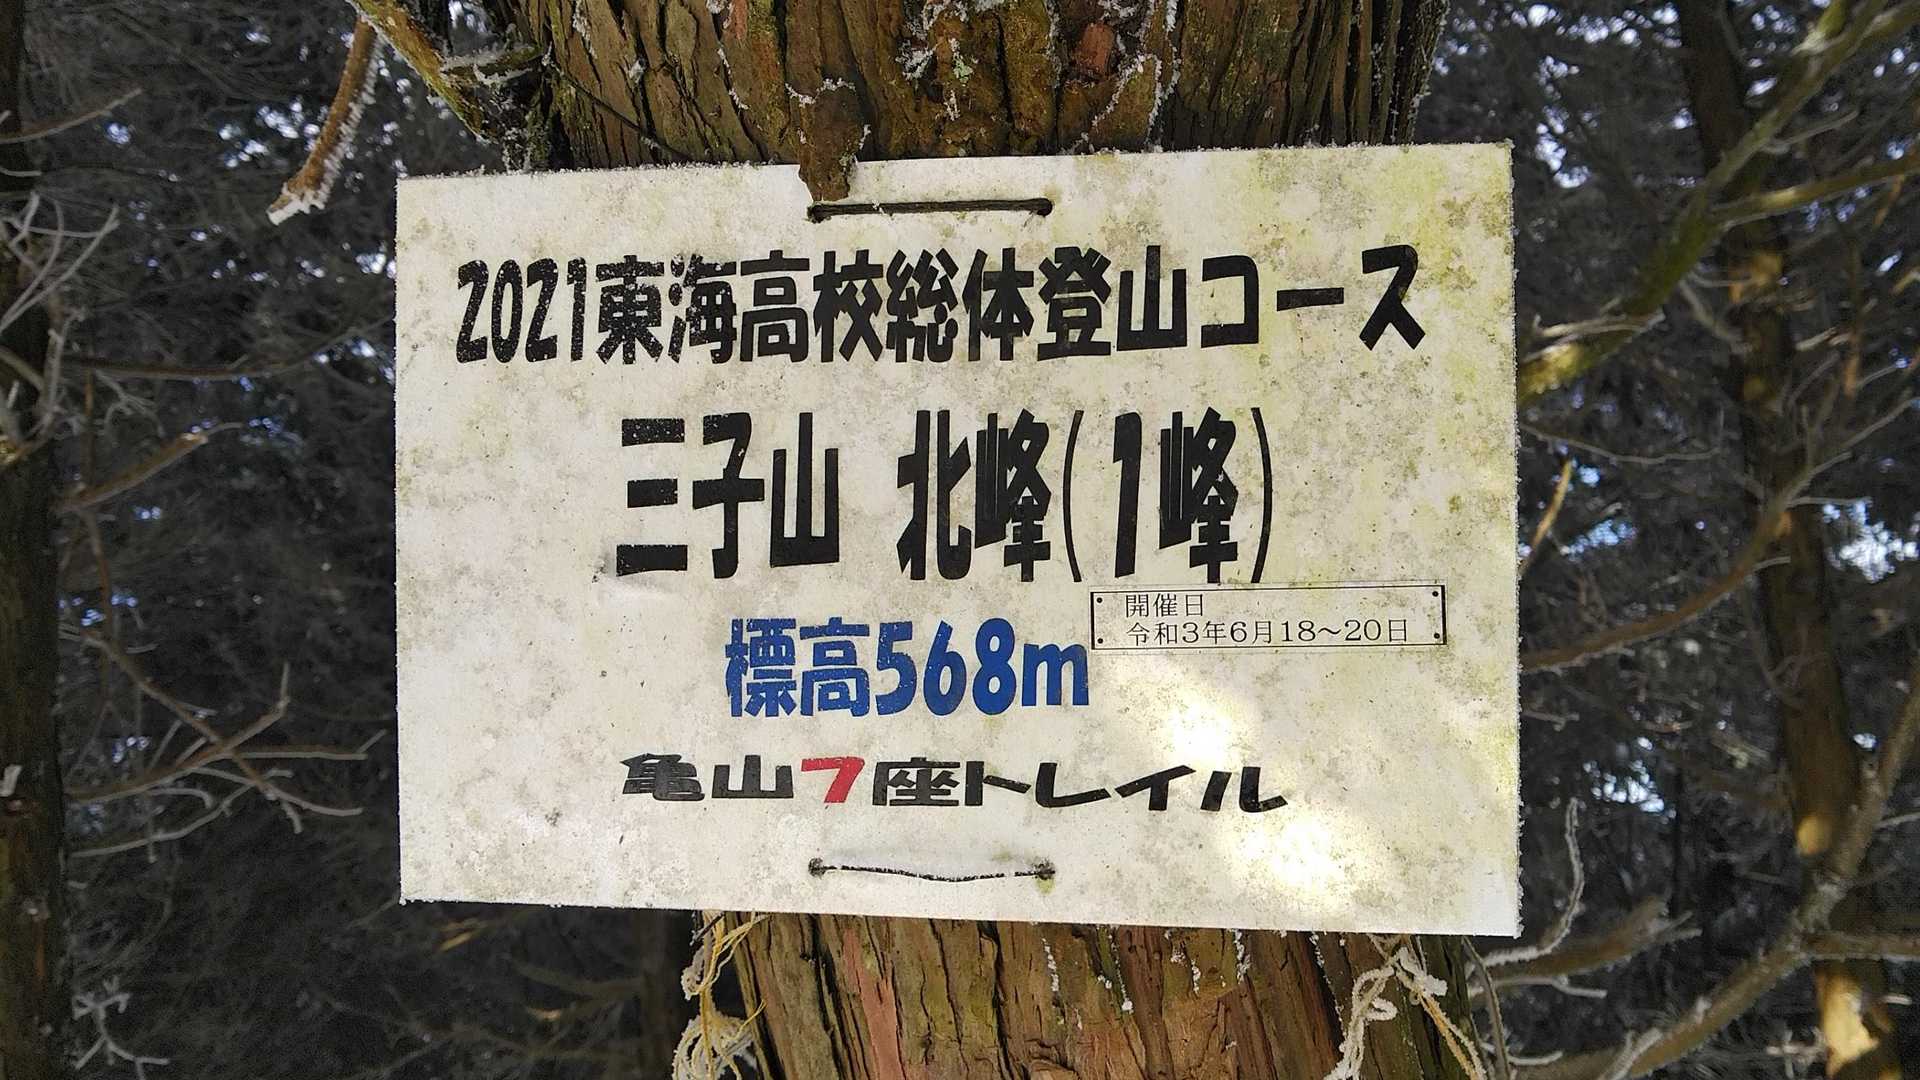 2021東海高校総体登山コース
三子山 北峰(1峰)
開催日
令和3年6月18～20日
標高568m
亀山7座トレイル